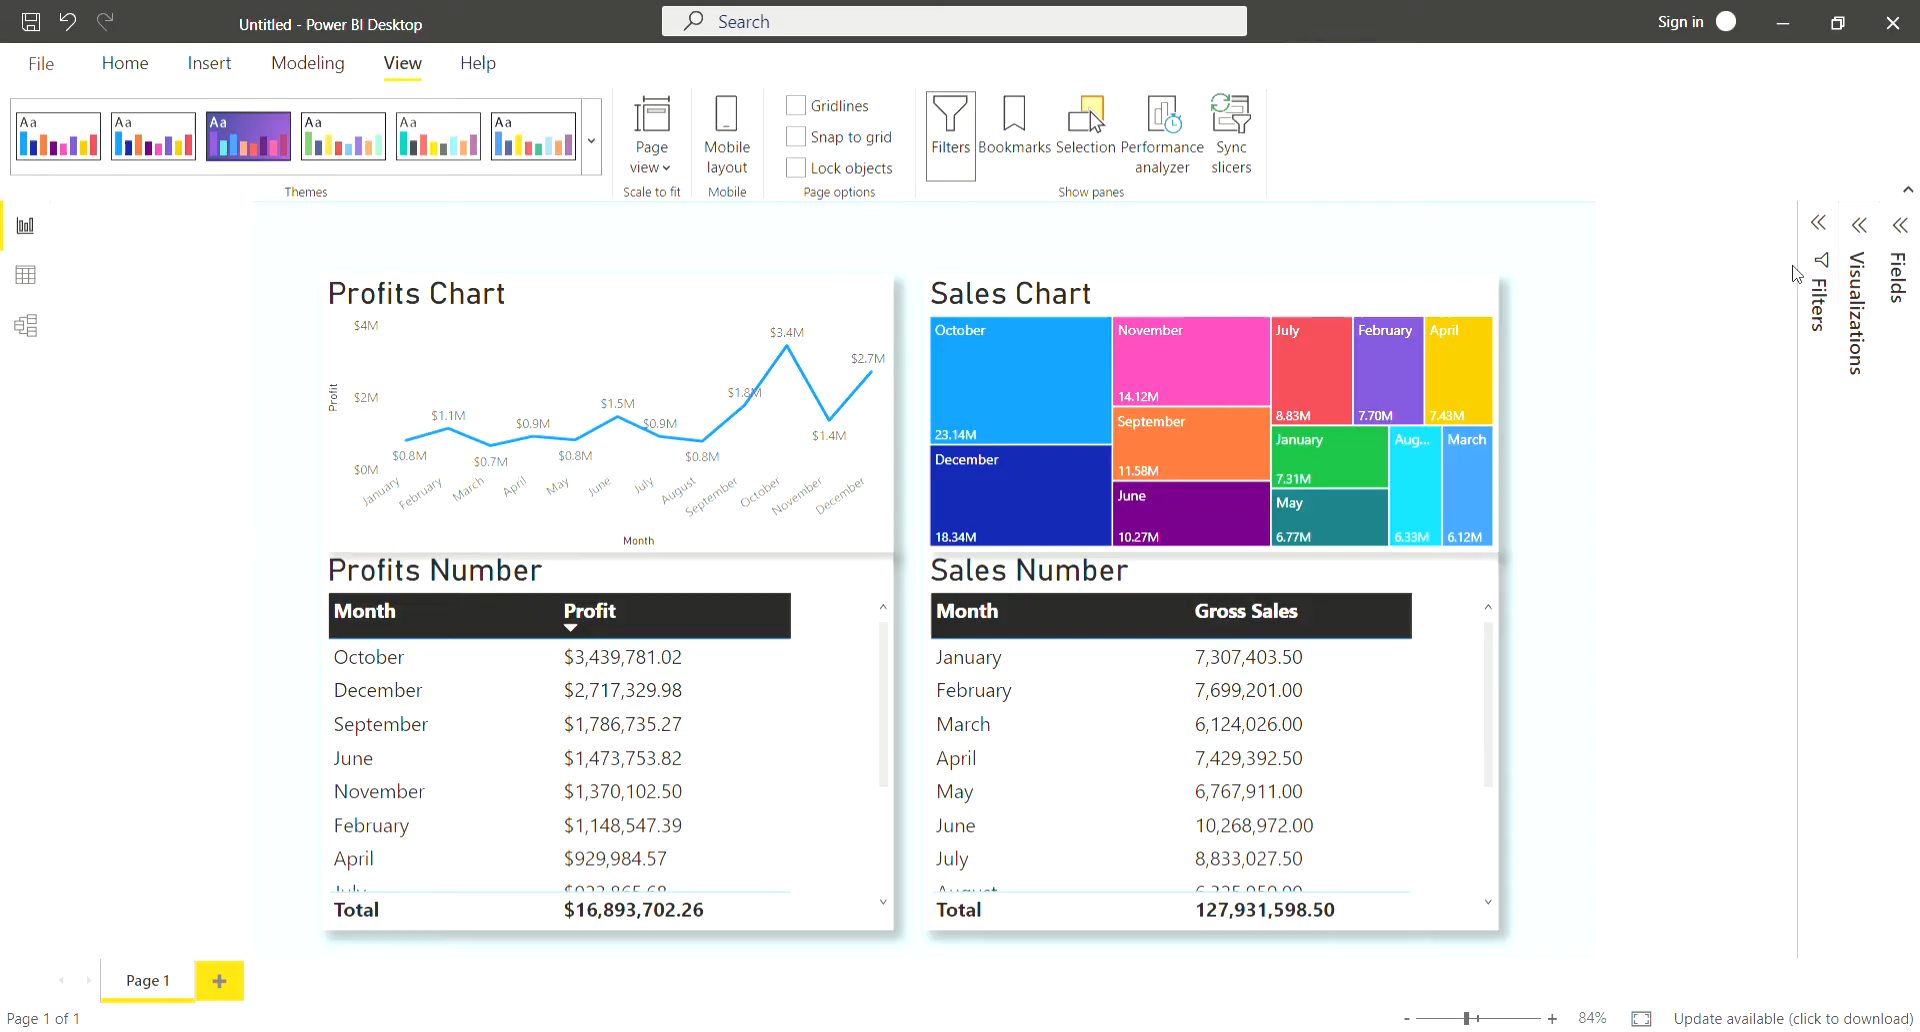 Untitled - Power BI Desktop
Search
Sign in
File Home Insert Modeling View Help
Aa Aa Aa Aa Aa Aa
Themes
Page view
Scale to fit
Mobile layout
Mobile
Gridlines
Snap to grid
Lock objects
Page options
Filters
Bookmarks
Selection
Performance analyzer
Sync slicers
Show panes
Filters
Visualizations
Fields
Profits Chart
Profit
$4M
$2M
$0M
$0.8M
$1.1M
$0.7M
$0.9M
$0.8M
$1.5M
$0.9M
$0.8M
$1.8M
$3.4M
$1.4M
$2.7M
January
February
March
April
May
June
July
August
September
October
November
December
Month
Sales Chart
October
23.14M
December
18.34M
November
14.12M
September
11.58M
June
10.27M
July
8.83M
February
7.70M
April
7.43M
January
7.31M
May
6.77M
Aug...
6.33M
March
6.12M
Profits Number
Month Profit
October $3,439,781.02
December $2,717,329.98
September $1,786,735.27
June $1,473,753.82
November $1,370,102.50
February $1,148,547.39
April $929,984.57
July
Total $16,893,702.26
Sales Number
Month Gross Sales
January 7,307,403.50
February 7,699,201.00
March 6,124,026.00
April 7,429,392.50
May 6,767,911.00
June 10,268,972.00
July 8,833,027.50
August
Total 127,931,598.50
Page 1
+
Page 1 of 1
- + 84%
Update available (click to download)